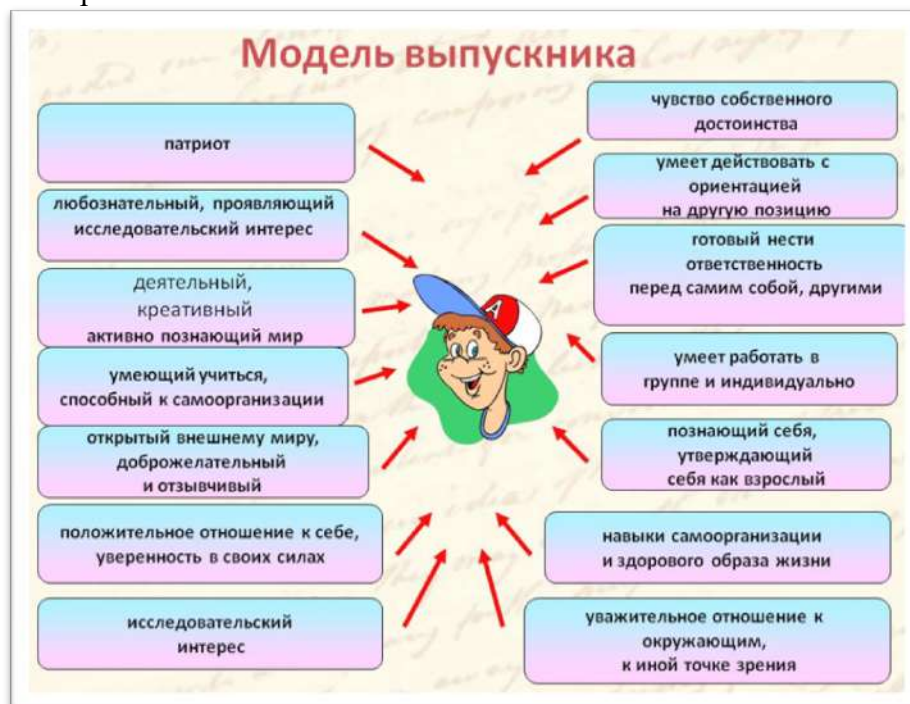 Модель выпускника
патриот
любознательный, проявляющий
исследовательский интерес
деятельный,
креативный
активно познающий мир
умеющий учиться,
способный к самоорганизации
открытый внешнему миру,
доброжелательный
и отзывчивый
положительное отношение к себе,
уверенность в своих силах
исследовательский
интерес
чувство собственного
достоинства
умеет действовать с
ориентацией
на другую позицию
готовый нести
ответственность
перед самим собой, другими
умеет работать в
группе и индивидуально
познающий себя,
утверждающий
себя как взрослый
навыки самоорганизации
и здорового образа жизни
уважительное отношение к
окружающим,
к иной точке зрения
A